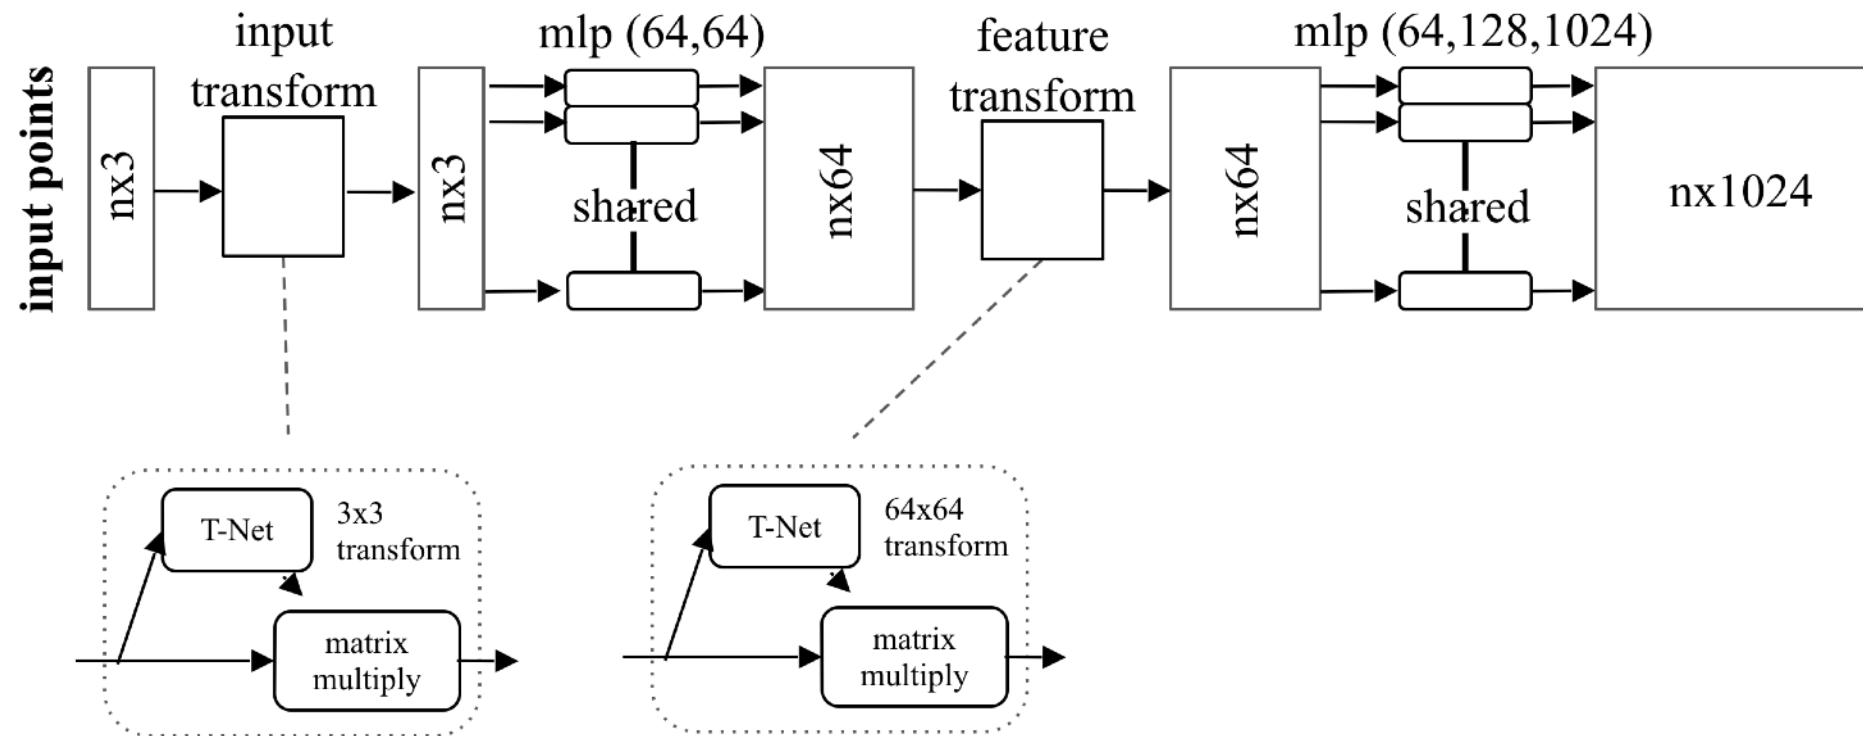 input
transform
mlp (64,64)
feature
transform
mlp (64,128,1024)
input points
nx3
nx3
shared
nx64
nx64
shared
nx1024
T-Net
3x3
transform
matrix
multiply
T-Net
64x64
transform
matrix
multiply